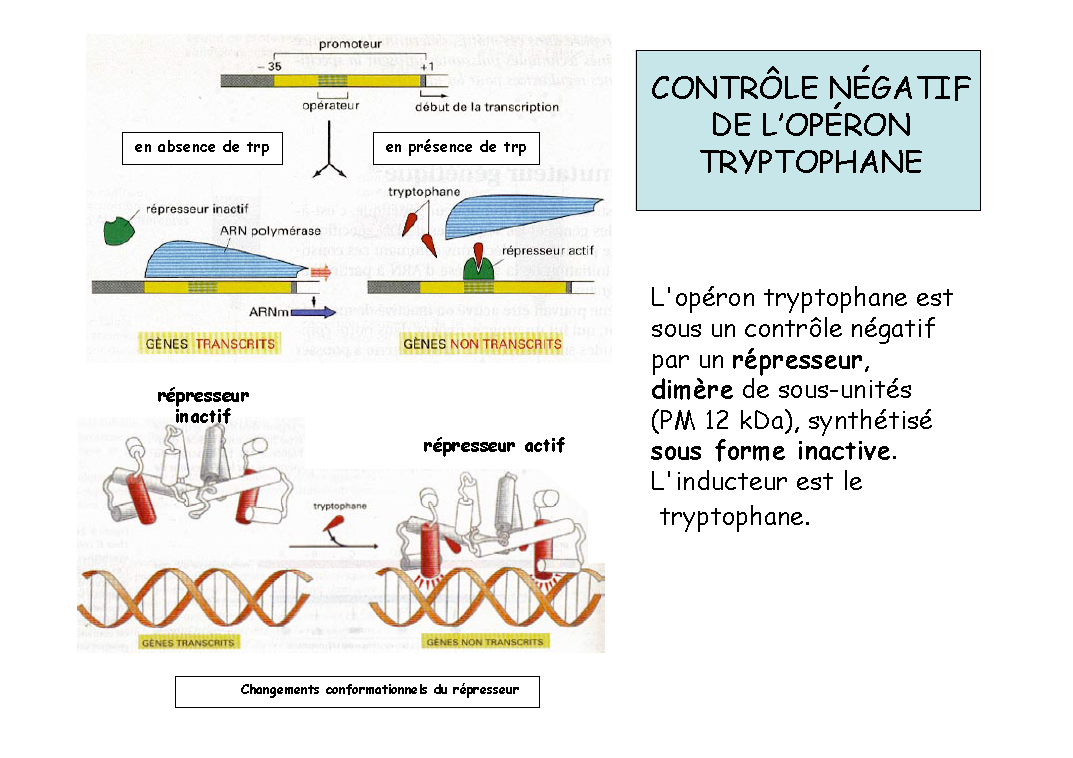 CONTRÔLE NÉGATIF
DE L'OPÉRON
TRYPTOPHANE
promoteur
- 35
+1
opérateur
début de la transcription
en absence de trp
en présence de trp
tryptophane
répresseur inactif
ARN polymérase
répresseur actif
ARNm
GÈNES TRANSCRITS
GÈNES NON TRANSCRITS
L'opéron tryptophane est
sous un contrôle négatif
par un répresseur,
dimère de sous-unités
(PM 12 kDa), synthétisé
sous forme inactive.
L'inducteur est le
tryptophane.
répresseur
inactif
répresseur actif
tryptophane
GÈNES TRANSCRITS
GÈNES NON TRANSCRITS
Changements conformationnels du répresseur